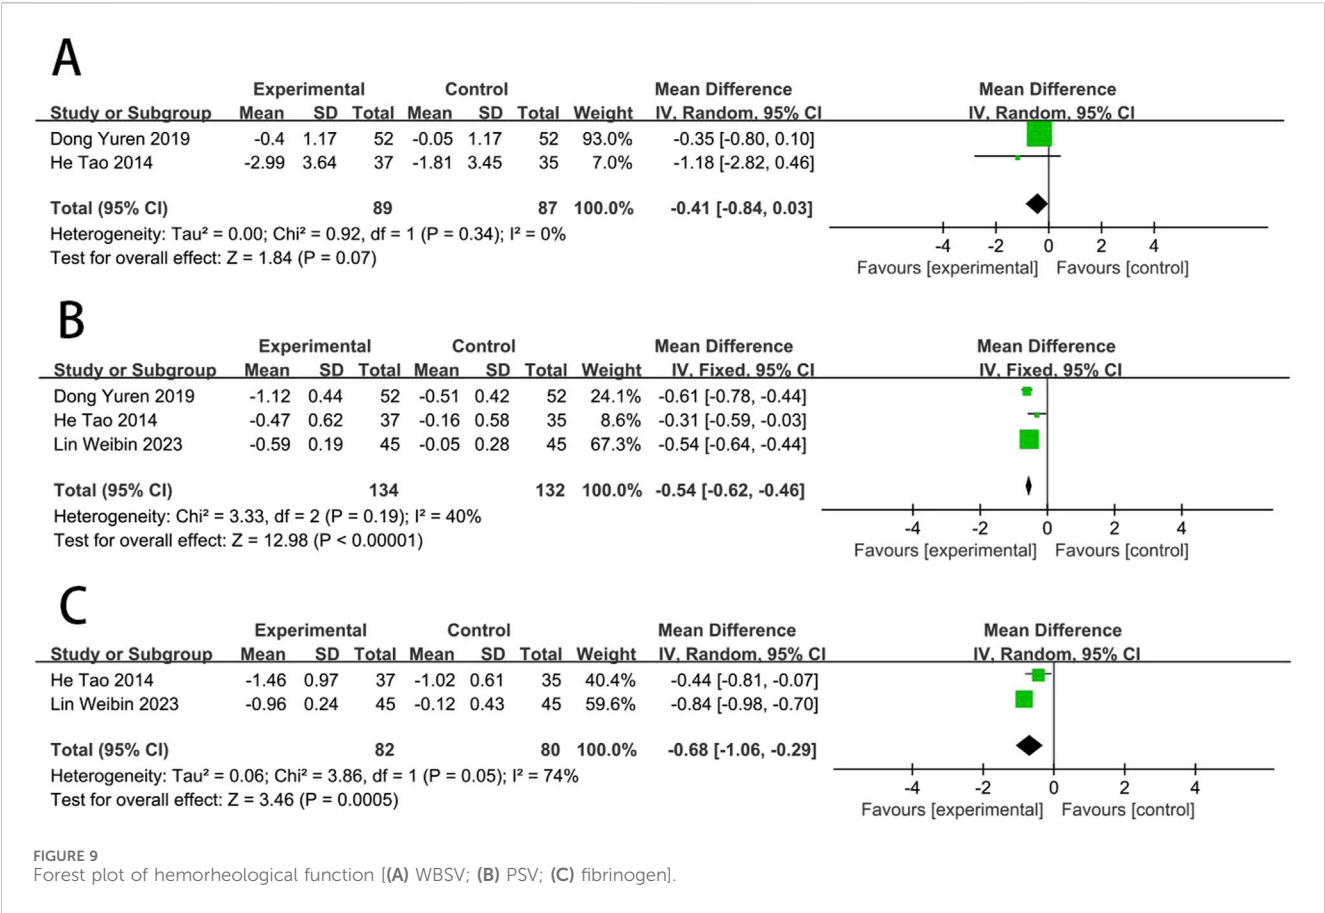 A
Experimental Control Mean Difference Mean Difference
Study or Subgroup Mean SD Total Mean SD Total Weight IV, Random, 95% CI IV, Random, 95% CI
Dong Yuren 2019 -0.4 1.17 52 -0.05 1.17 52 93.0% -0.35 [-0.80, 0.10]
He Tao 2014 -2.99 3.64 37 -1.81 3.45 35 7.0% -1.18 [-2.82, 0.46]
Total (95% CI) 89 87 100.0% -0.41 [-0.84, 0.03]
Heterogeneity: Tau² = 0.00; Chi² = 0.92, df = 1 (P = 0.34); I² = 0%
Test for overall effect: Z = 1.84 (P = 0.07)
-4 -2 0 2 4
Favours [experimental] Favours [control]
B
Experimental Control Mean Difference Mean Difference
Study or Subgroup Mean SD Total Mean SD Total Weight IV, Fixed, 95% CI IV, Fixed, 95% CI
Dong Yuren 2019 -1.12 0.44 52 -0.51 0.42 52 24.1% -0.61 [-0.78, -0.44]
He Tao 2014 -0.47 0.62 37 -0.16 0.58 35 8.6% -0.31 [-0.59, -0.03]
Lin Weibin 2023 -0.59 0.19 45 -0.05 0.28 45 67.3% -0.54 [-0.64, -0.44]
Total (95% CI) 134 132 100.0% -0.54 [-0.62, -0.46]
Heterogeneity: Chi² = 3.33, df = 2 (P = 0.19); I² = 40%
Test for overall effect: Z = 12.98 (P < 0.00001)
-4 -2 0 2 4
Favours [experimental] Favours [control]
C
Experimental Control Mean Difference Mean Difference
Study or Subgroup Mean SD Total Mean SD Total Weight IV, Random, 95% CI IV, Random, 95% CI
He Tao 2014 -1.46 0.97 37 -1.02 0.61 35 40.4% -0.44 [-0.81, -0.07]
Lin Weibin 2023 -0.96 0.24 45 -0.12 0.43 45 59.6% -0.84 [-0.98, -0.70]
Total (95% CI) 82 80 100.0% -0.68 [-1.06, -0.29]
Heterogeneity: Tau² = 0.06; Chi² = 3.86, df = 1 (P = 0.05); I² = 74%
Test for overall effect: Z = 3.46 (P = 0.0005)
-4 -2 0 2 4
Favours [experimental] Favours [control]
FIGURE 9
Forest plot of hemorheological function [(A) WBSV; (B) PSV; (C) fibrinogen].